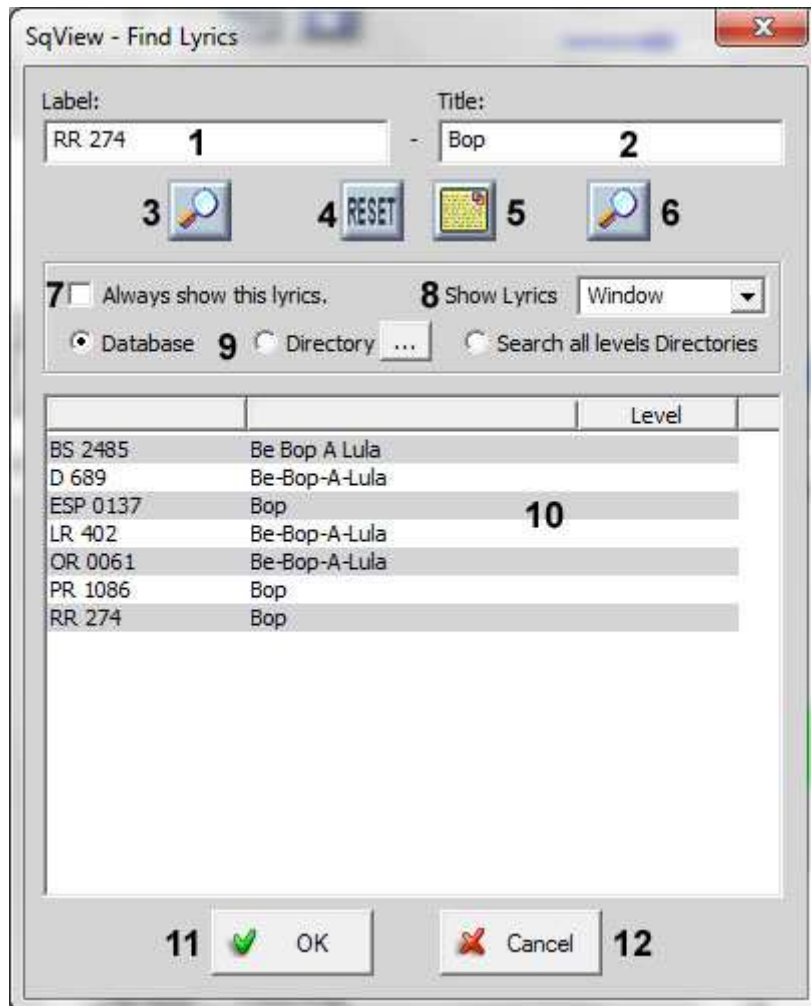 SqView - Find Lyrics
Label: Title:
RR 274 1 - Bop 2
3 4 RESET 5 6
7 Always show this lyrics. 8 Show Lyrics Window
Database 9 Directory ... Search all levels Directories
Level
BS 2485 Be Bop A Lula
D 689 Be-Bop-A-Lula
ESP 0137 Bop 10
LR 402 Be-Bop-A-Lula
OR 0061 Be-Bop-A-Lula
PR 1086 Bop
RR 274 Bop
11 OK Cancel 12